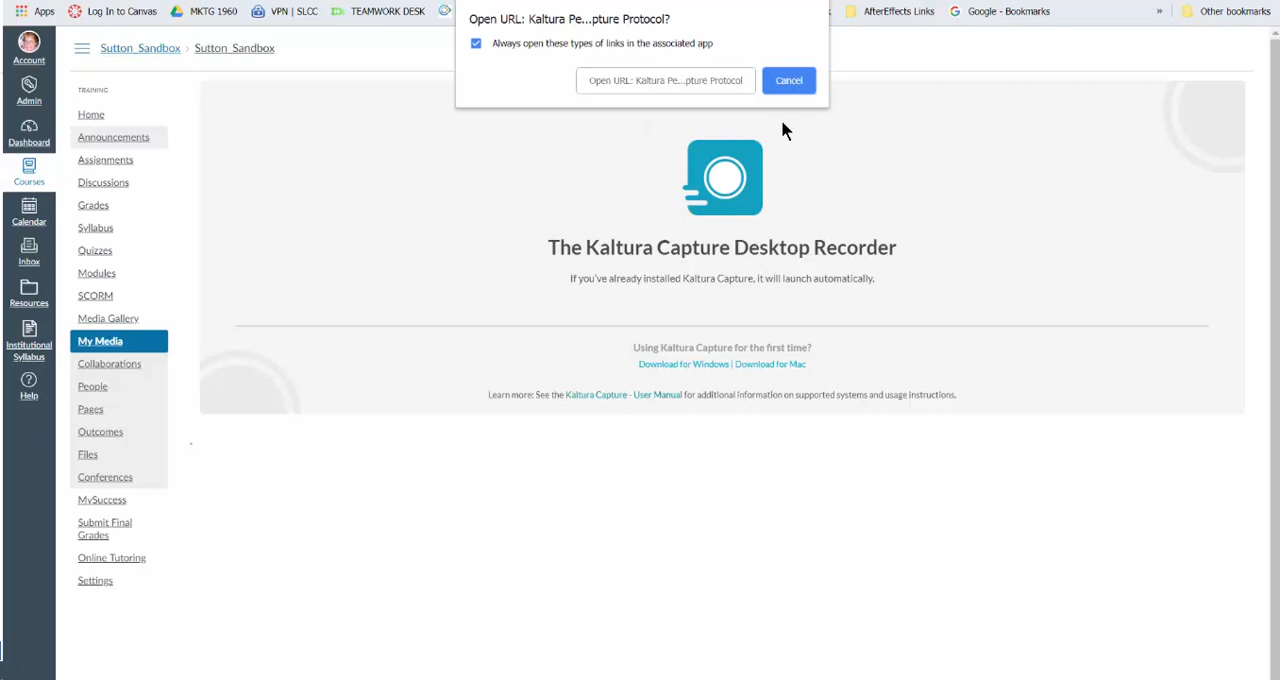 Apps
Log In to Canvas
MKTG 1960
VPN | SLCC
TEAMWORK DESK
AfterEffects Links
Google - Bookmarks
»
Other bookmarks
Open URL: Kaltura Pe...pture Protocol?
Always open these types of links in the associated app
Open URL: Kaltura Pe...pture Protocol
Cancel
Account
Admin
Dashboard
Courses
Calendar
Inbox
Resources
Institutional
Syllabus
Help
Sutton_Sandbox
Sutton_Sandbox
TRAINING
Home
Announcements
Assignments
Discussions
Grades
Syllabus
Quizzes
Modules
SCORM
Media Gallery
My Media
Collaborations
People
Pages
Outcomes
Files
Conferences
MySuccess
Submit Final
Grades
Online Tutoring
Settings
The Kaltura Capture Desktop Recorder
If you've already installed Kaltura Capture, it will launch automatically.
Using Kaltura Capture for the first time?
Download for Windows | Download for Mac
Learn more: See the Kaltura Capture - User Manual for additional information on supported systems and usage instructions.